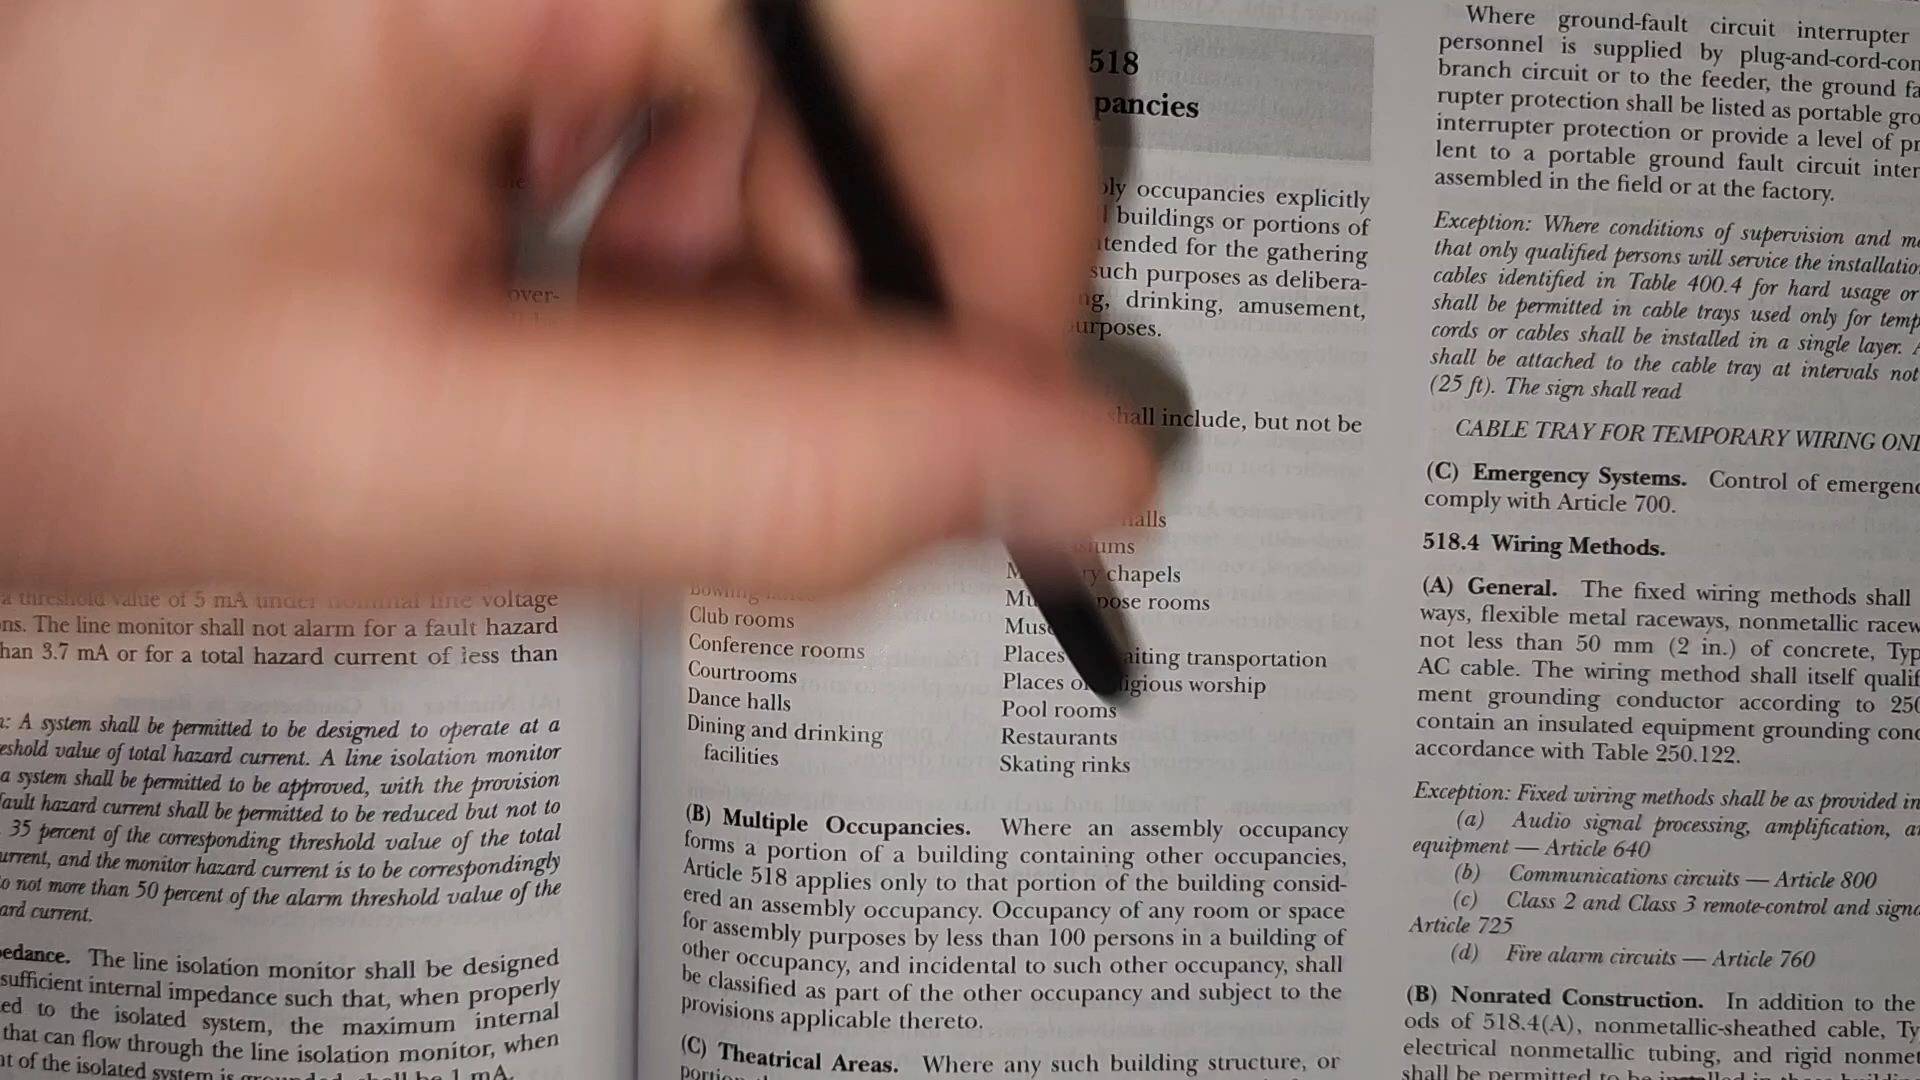 over-
a threshold value of 5 mA under nominal line voltage
ns. The line monitor shall not alarm for a fault hazard
han 3.7 mA or for a total hazard current of less than
: A system shall be permitted to be designed to operate at a
eshold value of total hazard current. A line isolation monitor
a system shall be permitted to be approved, with the provision
fault hazard current shall be permitted to be reduced but not to
35 percent of the corresponding threshold value of the total
urrent, and the monitor hazard current is to be correspondingly
o not more than 50 percent of the alarm threshold value of the
ard current.
edance. The line isolation monitor shall be designed
sufficient internal impedance such that, when properly
ed to the isolated system, the maximum internal
that can flow through the line isolation monitor, when
nt of the isolated system is grounded, shall be 1 mA.
518
pancies
bly occupancies explicitly
buildings or portions of
tended for the gathering
such purposes as delibera-
ng, drinking, amusement,
urposes.
shall include, but not be
Bowling lanes
Club rooms
Conference rooms
Courtrooms
Dance halls
Dining and drinking
facilities
halls
iums
chapels
rooms
Places aiting transportation
Places igious worship
Pool rooms
Restaurants
Skating rinks
(B) Multiple Occupancies. Where an assembly occupancy
forms a portion of a building containing other occupancies,
Article 518 applies only to that portion of the building consid-
ered an assembly occupancy. Occupancy of any room or space
for assembly purposes by less than 100 persons in a building of
other occupancy, and incidental to such other occupancy, shall
be classified as part of the other occupancy and subject to the
provisions applicable thereto.
(C) Theatrical Areas. Where any such building structure, or
Where ground-fault circuit interrupter
personnel is supplied by plug-and-cord-con
branch circuit or to the feeder, the ground fa
rupter protection shall be listed as portable gro
interrupter protection or provide a level of pr
lent to a portable ground fault circuit inter
assembled in the field or at the factory.
Exception: Where conditions of supervision and ma
that only qualified persons will service the installatio
cables identified in Table 400.4 for hard usage or
shall be permitted in cable trays used only for temp
cords or cables shall be installed in a single layer. A
shall be attached to the cable tray at intervals not
(25 ft). The sign shall read
CABLE TRAY FOR TEMPORARY WIRING ONL
(C) Emergency Systems. Control of emergenc
comply with Article 700.
518.4 Wiring Methods.
(A) General. The fixed wiring methods shall
ways, flexible metal raceways, nonmetallic racew
not less than 50 mm (2 in.) of concrete, Typ
AC cable. The wiring method shall itself qualif
ment grounding conductor according to 250
contain an insulated equipment grounding cond
accordance with Table 250.122.
Exception: Fixed wiring methods shall be as provided in
(a) Audio signal processing, amplification, a
equipment — Article 640
(b) Communications circuits — Article 800
(c) Class 2 and Class 3 remote-control and signa
Article 725
(d) Fire alarm circuits — Article 760
(B) Nonrated Construction. In addition to the
ods of 518.4(A), nonmetallic-sheathed cable, Ty
electrical nonmetallic tubing, and rigid nonmet
shall be permitted to be installed in those building